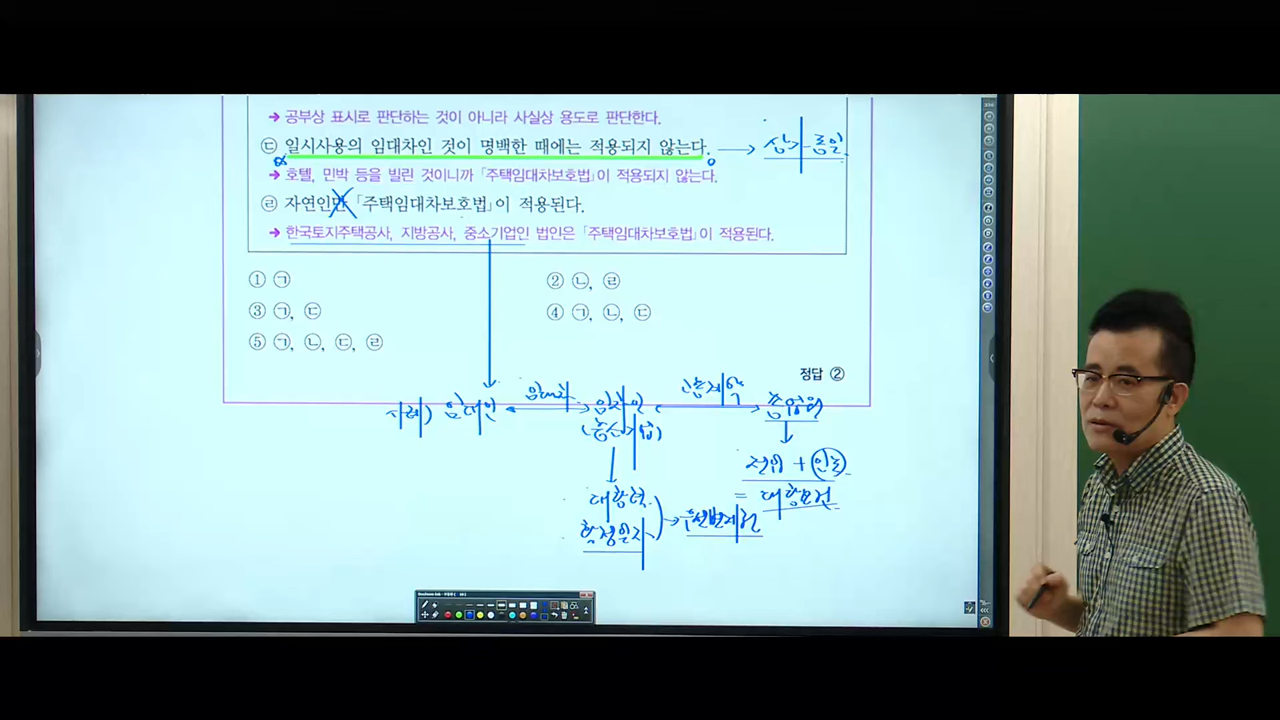 → 공부상 표시로 판단하는 것이 아니라 사실상 용도로 판단한다.
㉢ 일시사용의 임대차인 것이 명백한 때에는 적용되지 않는다. → 상가 동일
→ 호텔, 민박 등을 빌린 것이니까 「주택임대차보호법」이 적용되지 않는다.
㉣ 자연인만 「주택임대차보호법」이 적용된다.
→ 한국토지주택공사, 지방공사, 중소기업인 법인은 「주택임대차보호법」이 적용된다.
① ㉠
② ㉡, ㉣
③ ㉠, ㉢
④ ㉠, ㉡, ㉢
⑤ ㉠, ㉡, ㉢, ㉣
정답 ②
사례) 임대인 임대차 임차인
(중소기업)
전입 + 인도
= 대항요건
대항력
확정일자 → 우선변제권